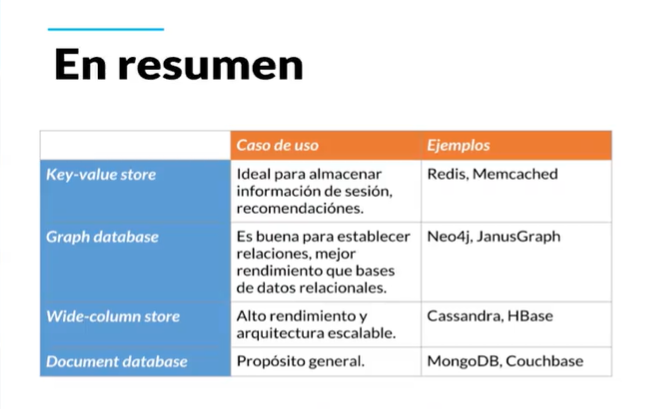 En resumen
Caso de uso
Ejemplos
Key-value store
Ideal para almacenar
información de sesión,
recomendaciónes.
Redis, Memcached
Graph database
Es buena para establecer
relaciones, mejor
rendimiento que bases
de datos relacionales.
Neo4j, JanusGraph
Wide-column store
Alto rendimiento y
arquitectura escalable.
Cassandra, HBase
Document database
Propósito general.
MongoDB, Couchbase